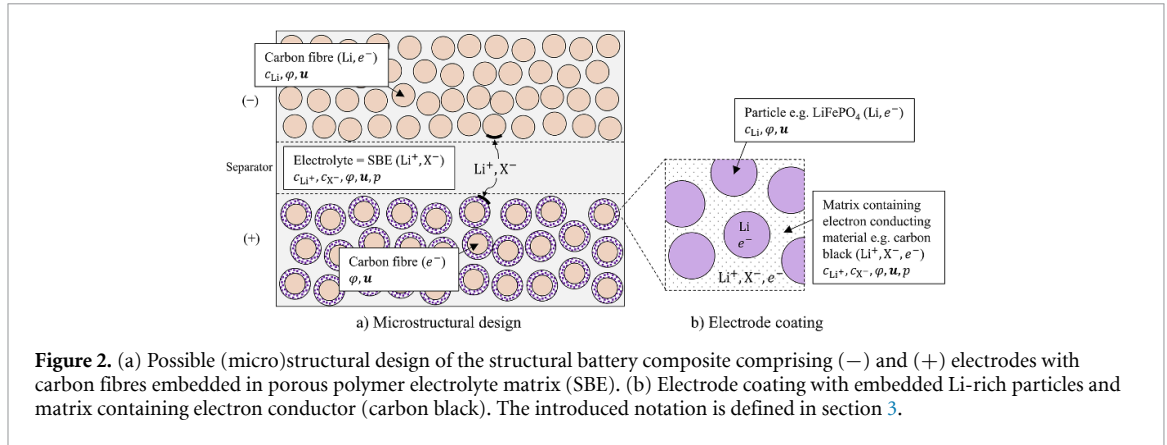 Carbon fibre (Li, e⁻)
c_Li, φ, u
(−)
Separator
Electrolyte = SBE (Li⁺, X⁻)
c_Li⁺, c_X⁻, φ, u, p
Li⁺, X⁻
(+)
Carbon fibre (e⁻)
φ, u
a) Microstructural design
Particle e.g. LiFePO₄ (Li, e⁻)
c_Li, φ, u
Li
e⁻
Li⁺, X⁻, e⁻
Matrix containing
electron conducting
material e.g. carbon
black (Li⁺, X⁻, e⁻)
c_Li⁺, c_X⁻, φ, u, p
b) Electrode coating
Figure 2. (a) Possible (micro)structural design of the structural battery composite comprising (−) and (+) electrodes with
carbon fibres embedded in porous polymer electrolyte matrix (SBE). (b) Electrode coating with embedded Li-rich particles and
matrix containing electron conductor (carbon black). The introduced notation is defined in section 3.